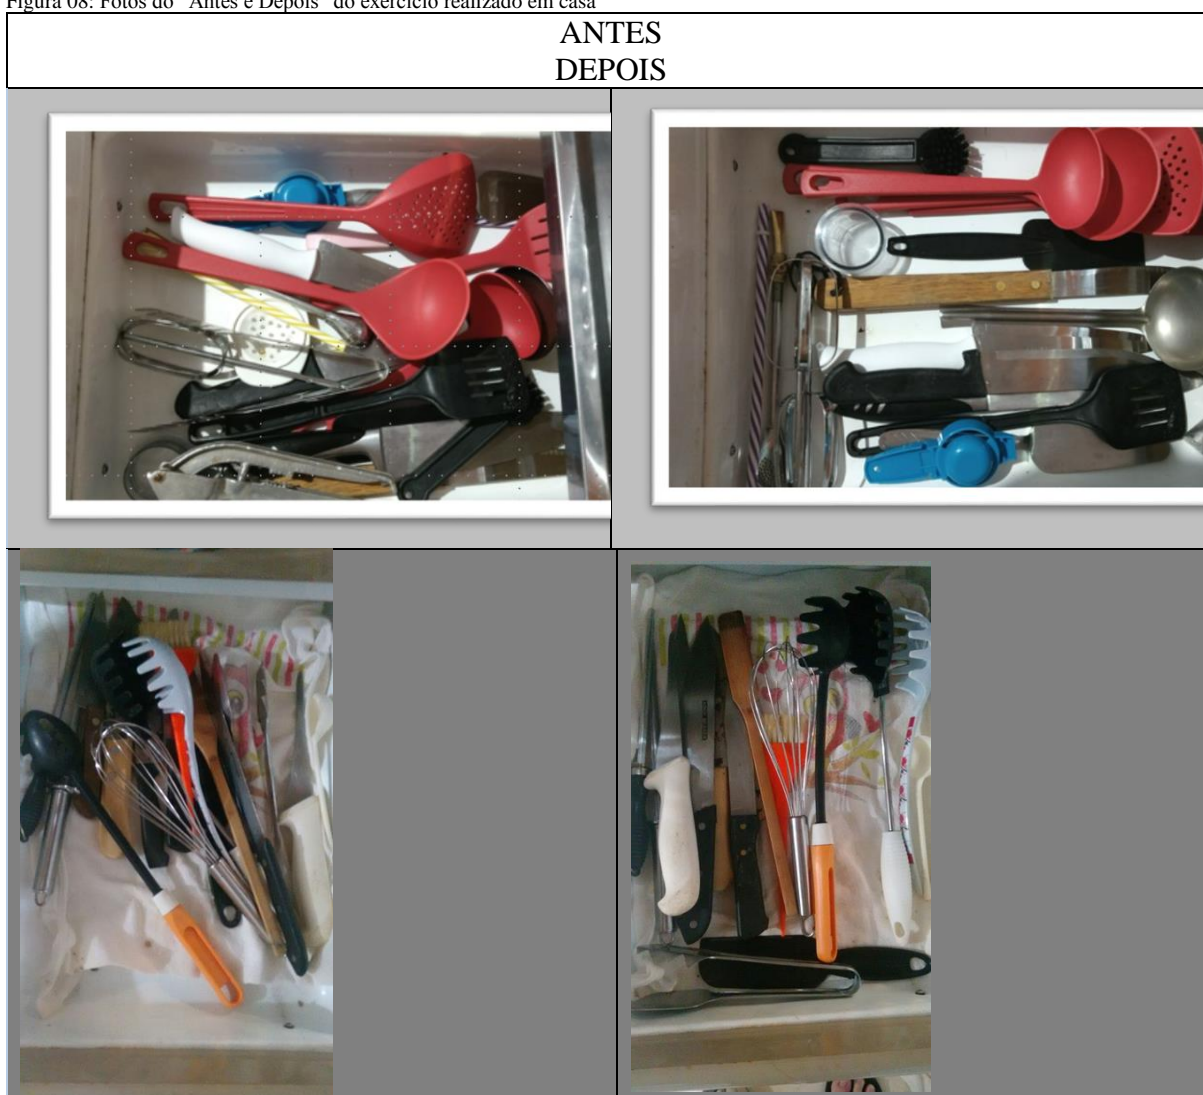 Figura 08: Fotos do "Antes e Depois" do exercício realizado em casa
ANTES
DEPOIS